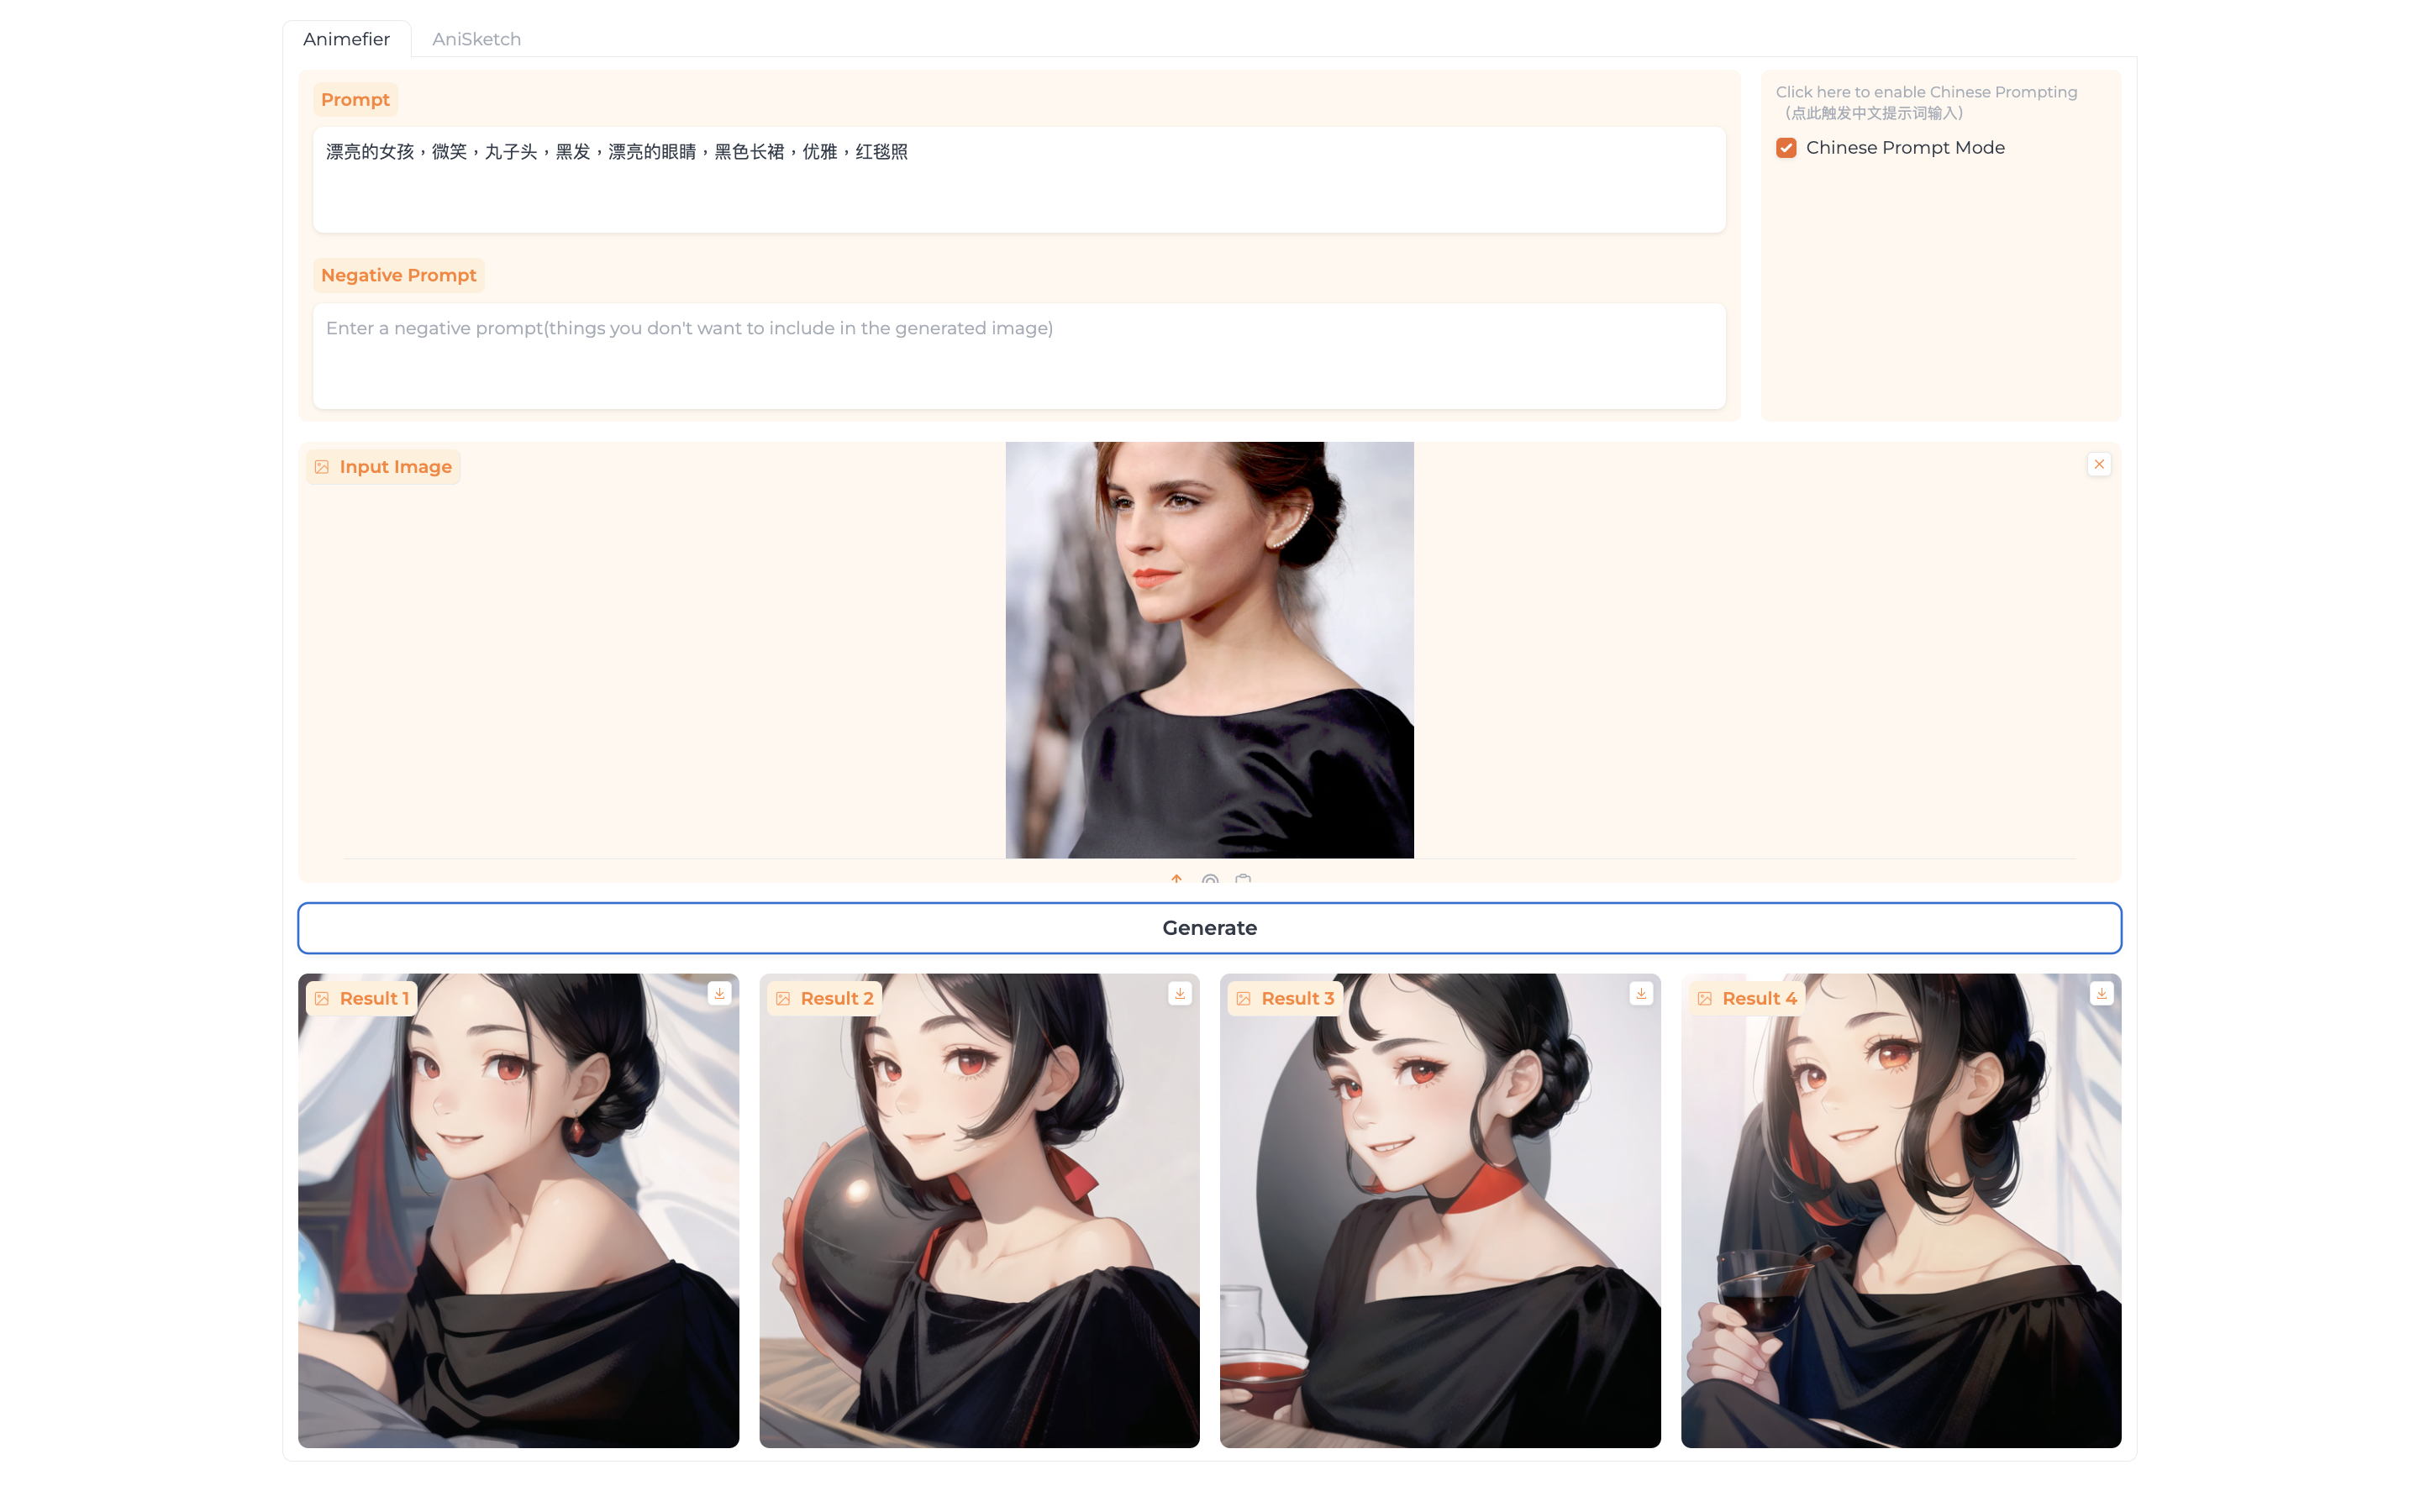 Animefier
AniSketch
Prompt
漂亮的女孩，微笑，丸子头，黑发，漂亮的眼睛，黑色长裙，优雅，红毯照
Click here to enable Chinese Prompting
（点此触发中文提示词输入）
Chinese Prompt Mode
Negative Prompt
Enter a negative prompt(things you don't want to include in the generated image)
Input Image
Generate
Result 1
Result 2
Result 3
Result 4